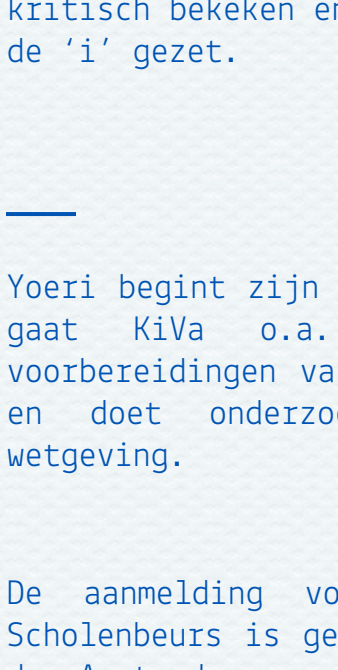 kritisch bekeken en
de ‘i’ gezet.
Yoeri begint zijn
gaat KiVa o.a.
voorbereidingen va
en doet onderzo
wetgeving.
De aanmelding vo
Scholenbeurs is ge